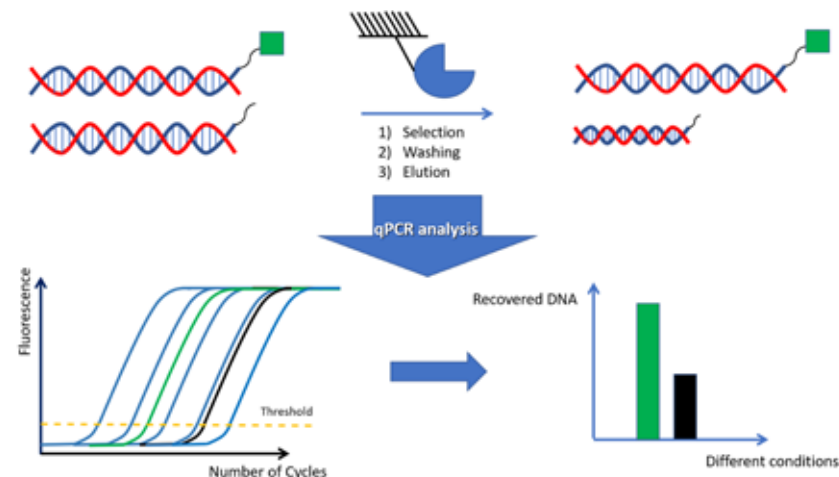 1) Selection
2) Washing
3) Elution
qPCR analysis
Fluorescence
Threshold
Number of Cycles
Recovered DNA
Different conditions